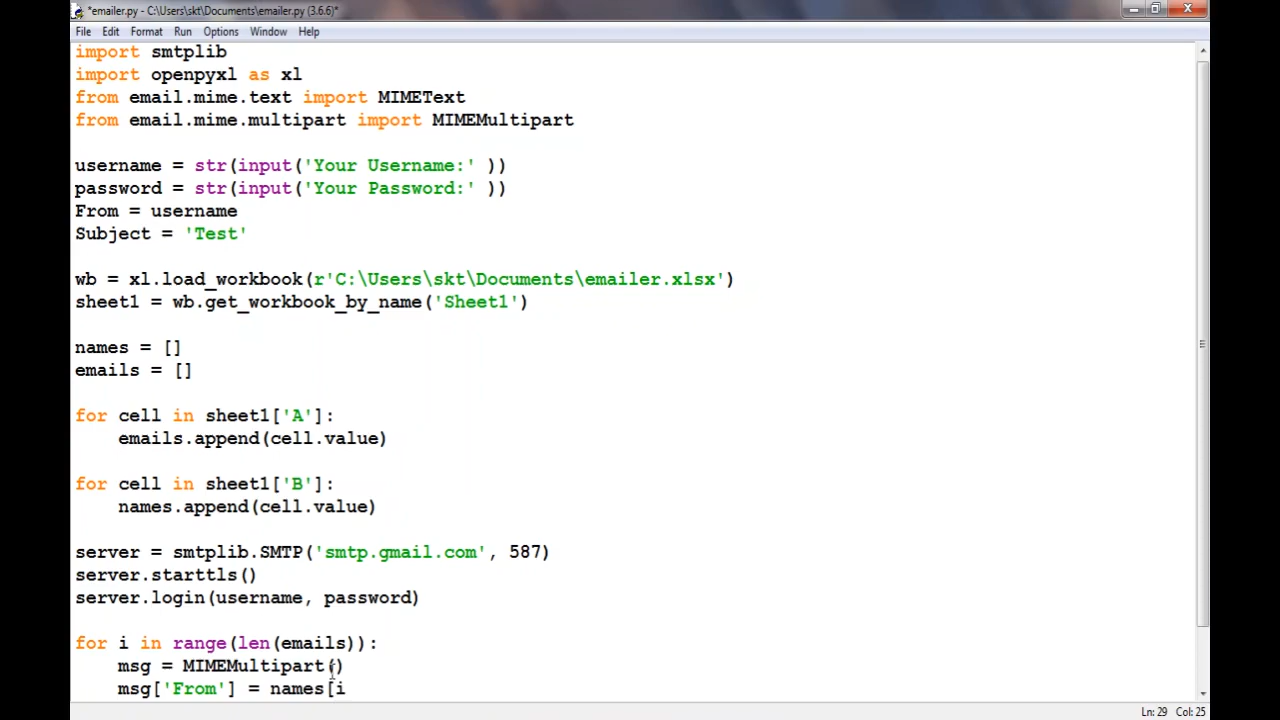 *emailer.py - C:\Users\skt\Documents\emailer.py (3.6.6)*
File Edit Format Run Options Window Help
import smtplib
import openpyxl as xl
from email.mime.text import MIMEText
from email.mime.multipart import MIMEMultipart
username = str(input('Your Username:' ))
password = str(input('Your Password:' ))
From = username
Subject = 'Test'
wb = xl.load_workbook(r'C:\Users\skt\Documents\emailer.xlsx')
sheet1 = wb.get_workbook_by_name('Sheet1')
names = []
emails = []
for cell in sheet1['A']:
    emails.append(cell.value)
for cell in sheet1['B']:
    names.append(cell.value)
server = smtplib.SMTP('smtp.gmail.com', 587)
server.starttls()
server.login(username, password)
for i in range(len(emails)):
    msg = MIMEMultipart()
    msg['From'] = names[i
Ln: 29 Col: 25